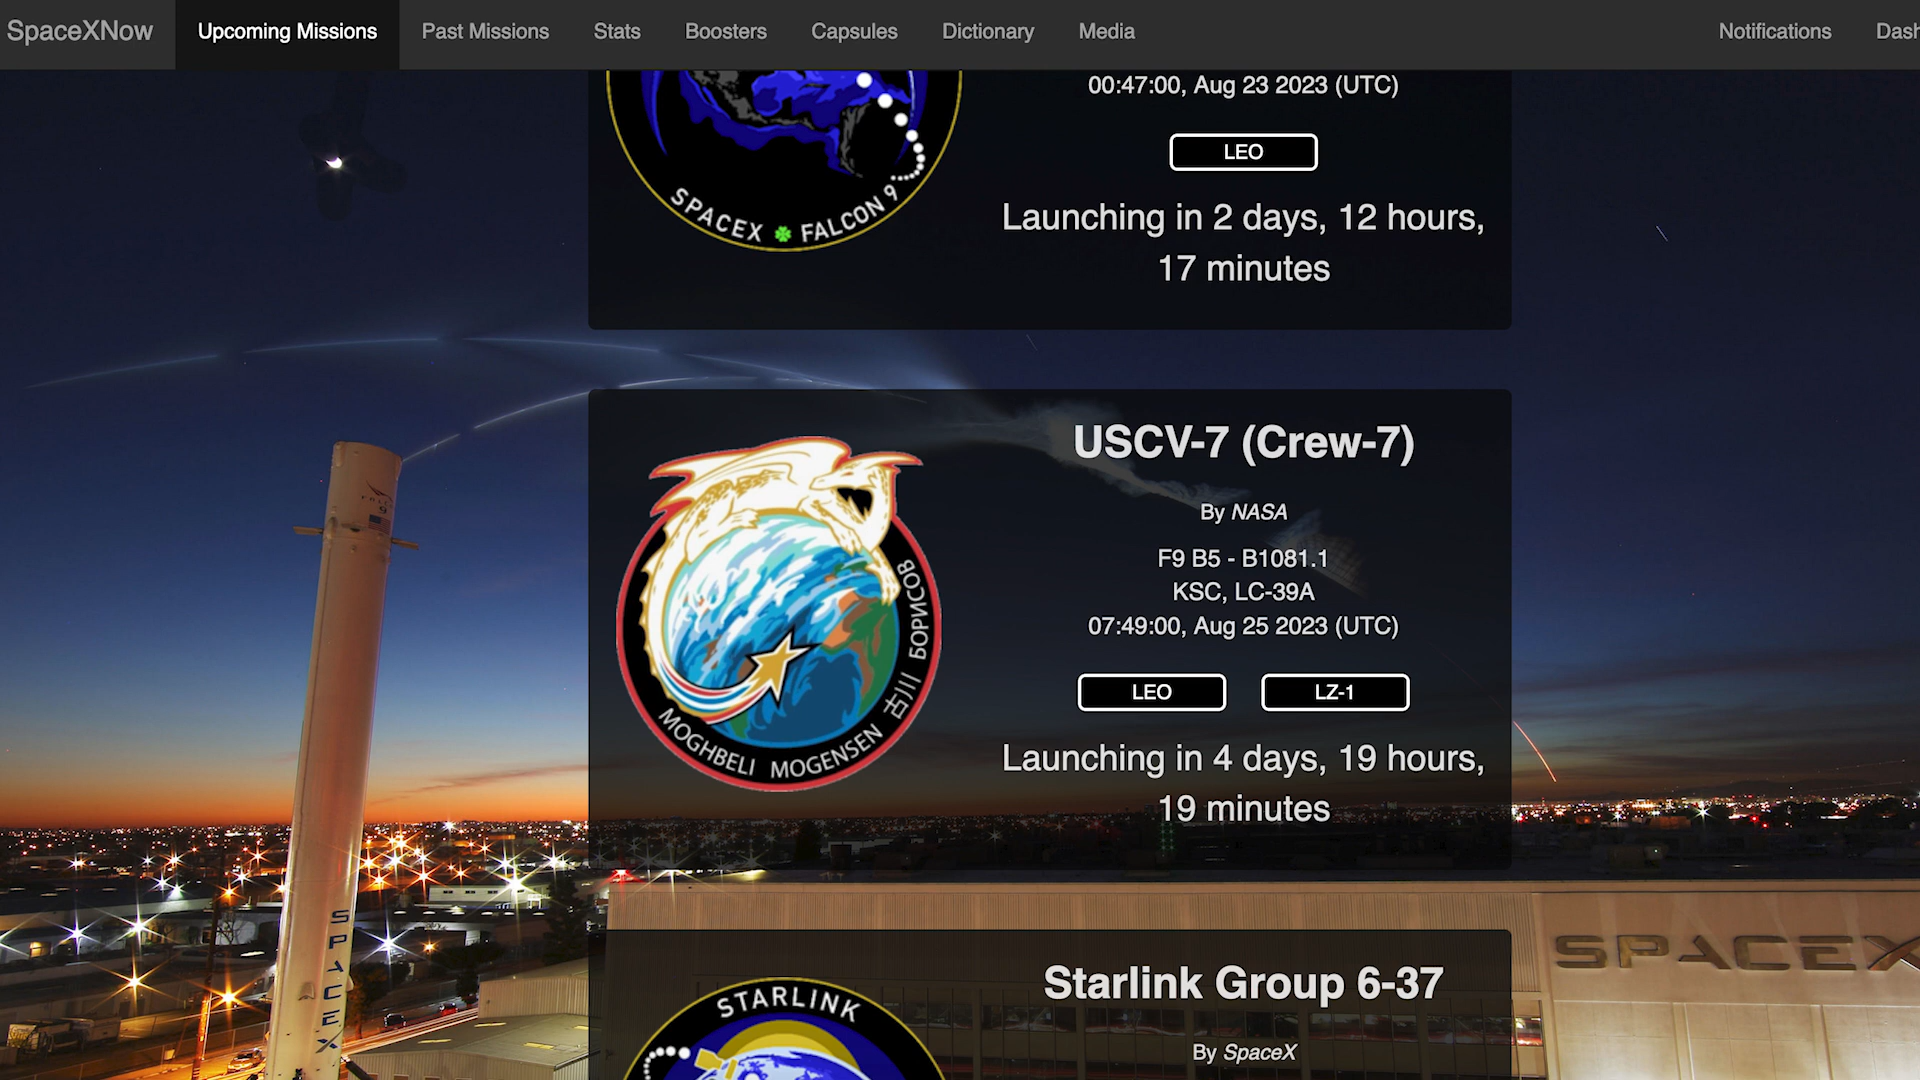 SpaceXNow Upcoming Missions Past Missions Stats Boosters Capsules Dictionary Media Notifications Dash
00:47:00, Aug 23 2023 (UTC)
LEO
SPACEX FALCON 9
Launching in 2 days, 12 hours,
17 minutes
USCV-7 (Crew-7)
By NASA
F9 B5 - B1081.1
KSC, LC-39A
07:49:00, Aug 25 2023 (UTC)
LEO LZ-1
MOGHBELI MOGENSEN 古川 БОРИСОВ
Launching in 4 days, 19 hours,
19 minutes
FALCON
9
SPACEX
SPACEX
Starlink Group 6-37
By SpaceX
STARLINK